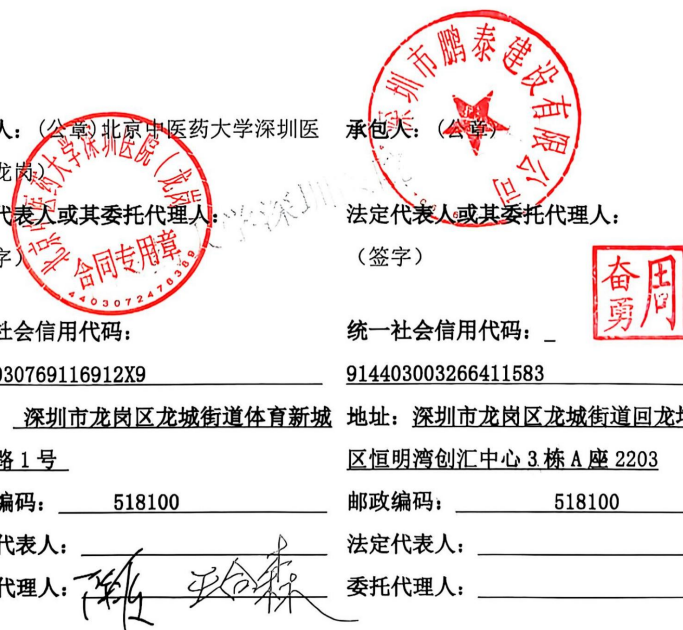 人：(公章)北京中医药大学深圳医
龙岗）
代表人或其委托代理人：
字）
社会信用代码：
030769116912X9
深圳市龙岗区龙城街道体育新城
路1号
编码： 518100
代表人：
代理人：
北京中医药大学深圳医院（龙岗）
合同专用章
4403072478389
承包人：(公章)
法定代表人或其委托代理人：
（签字）
统一社会信用代码：
914403003266411583
地址：深圳市龙岗区龙城街道回龙埔
区恒明湾创汇中心3栋A座2203
邮政编码： 518100
法定代表人：
委托代理人：
深圳市鹏泰建设有限公司
周奋勇